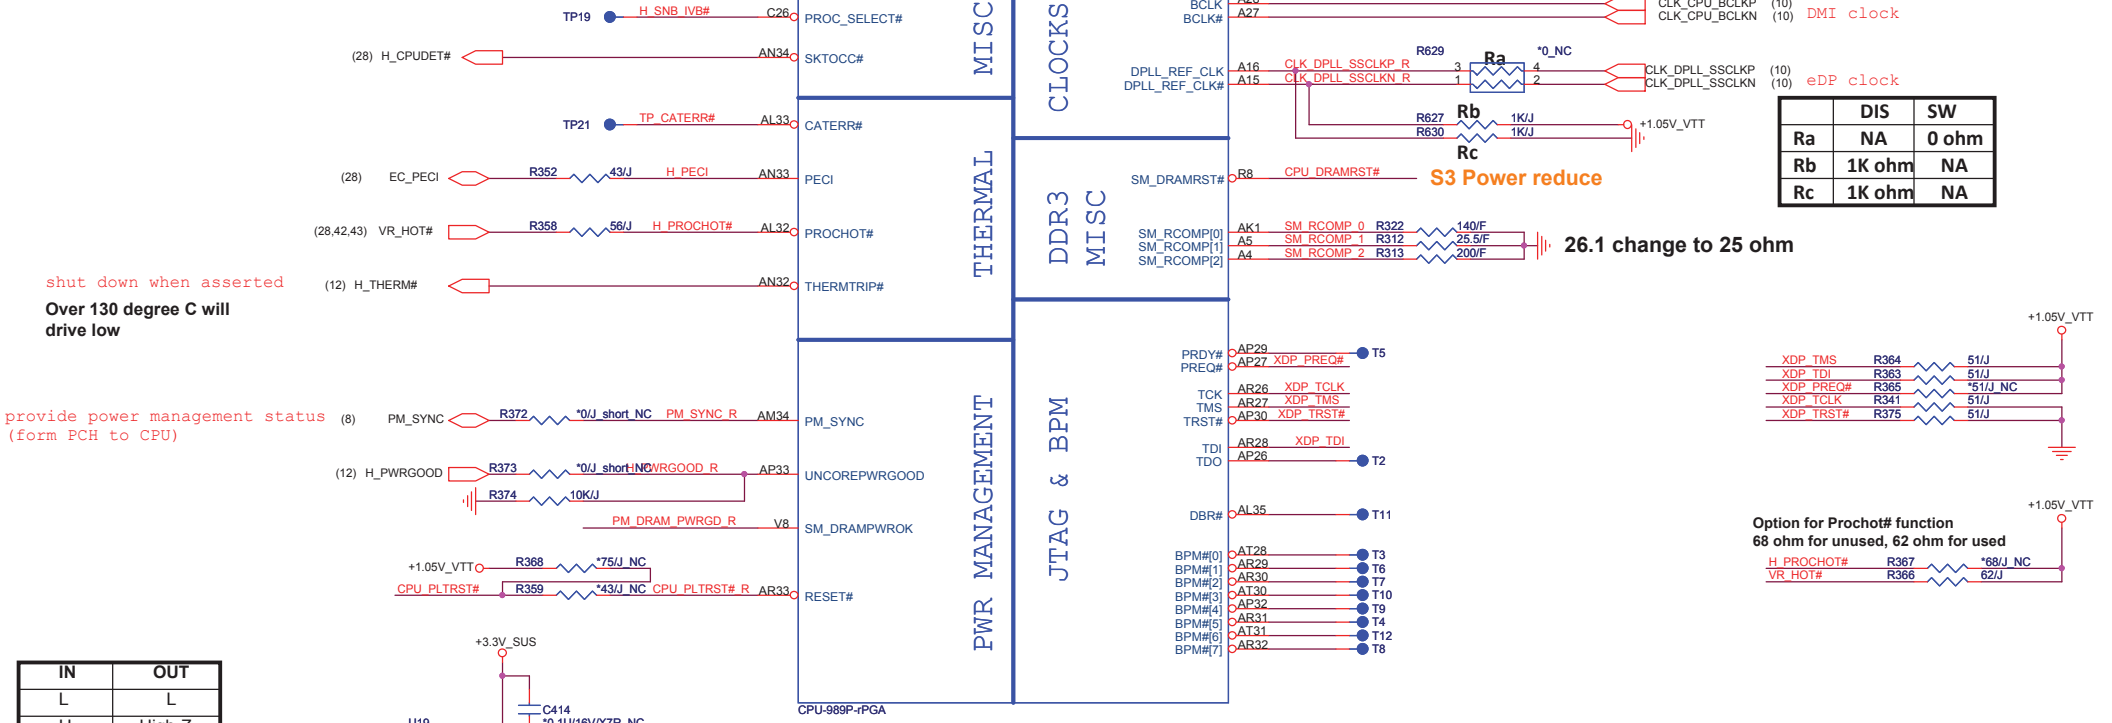 TP19 H_SNB_IVB# C26 PROC_SELECT#
(28) H_CPUDET# AN34 SKTOCC#
MISC
TP21 TP_CATERR# AL33 CATERR#
(28) EC_PECI R352 43/J H_PECI AN33 PECI
(28,42,43) VR_HOT# R358 56/J H_PROCHOT# AL32 PROCHOT#
shut down when asserted
(12) H_THERM# AN32 THERMTRIP#
Over 130 degree C will
drive low
THERMAL
provide power management status
(form PCH to CPU)
(8) PM_SYNC R372 *0/J_short_NC PM_SYNC_R AM34 PM_SYNC
(12) H_PWRGOOD R373 *0/J_short_NC H_PWRGOOD_R AP33 UNCOREPWRGOOD
R374 10K/J
PM_DRAM_PWRGD_R V8 SM_DRAMPWROK
+1.05V_VTT R368 *75/J_NC
CPU_PLTRST# R359 *43/J_NC CPU_PLTRST#_R AR33 RESET#
PWR MANAGEMENT
+3.3V_SUS
C414
IN OUT
L L
CPU-989P-rPGA
CLOCKS
BCLK A28 CLK_CPU_BCLKP (10)
BCLK# A27 CLK_CPU_BCLKN (10)
DMI clock
R629 Ra *0_NC
DPLL_REF_CLK A16 CLK_DPLL_SSCLKP_R 3 4 CLK_DPLL_SSCLKP (10)
DPLL_REF_CLK# A15 CLK_DPLL_SSCLKN_R 1 2 CLK_DPLL_SSCLKN (10)
eDP clock
R627 Rb 1K/J +1.05V_VTT
R630 1K/J
Rc
DIS SW
Ra NA 0 ohm
Rb 1K ohm NA
Rc 1K ohm NA
DDR3
MISC
SM_DRAMRST# R8 CPU_DRAMRST# S3 Power reduce
SM_RCOMP[0] AK1 SM_RCOMP_0 R322 140/F
SM_RCOMP[1] A5 SM_RCOMP_1 R312 25.5/F
SM_RCOMP[2] A4 SM_RCOMP_2 R313 200/F
26.1 change to 25 ohm
JTAG & BPM
PRDY# AP29 T5
PREQ# AP27 XDP_PREQ#
TCK AR26 XDP_TCLK
TMS AR27 XDP_TMS
TRST# AP30 XDP_TRST#
TDI AR28 XDP_TDI
TDO AP26 T2
DBR# AL35 T11
BPM#[0] AT28 T3
BPM#[1] AR29 T6
BPM#[2] AR30 T7
BPM#[3] AT30 T10
BPM#[4] AP32 T9
BPM#[5] AR31 T4
BPM#[6] AT31 T12
BPM#[7] AR32 T8
+1.05V_VTT
XDP_TMS R364 51/J
XDP_TDI R363 51/J
XDP_PREQ# R365 *51/J_NC
XDP_TCLK R341 51/J
XDP_TRST# R375 51/J
+1.05V_VTT
Option for Prochot# function
68 ohm for unused, 62 ohm for used
H_PROCHOT# R367 *68/J_NC
VR_HOT# R366 62/J